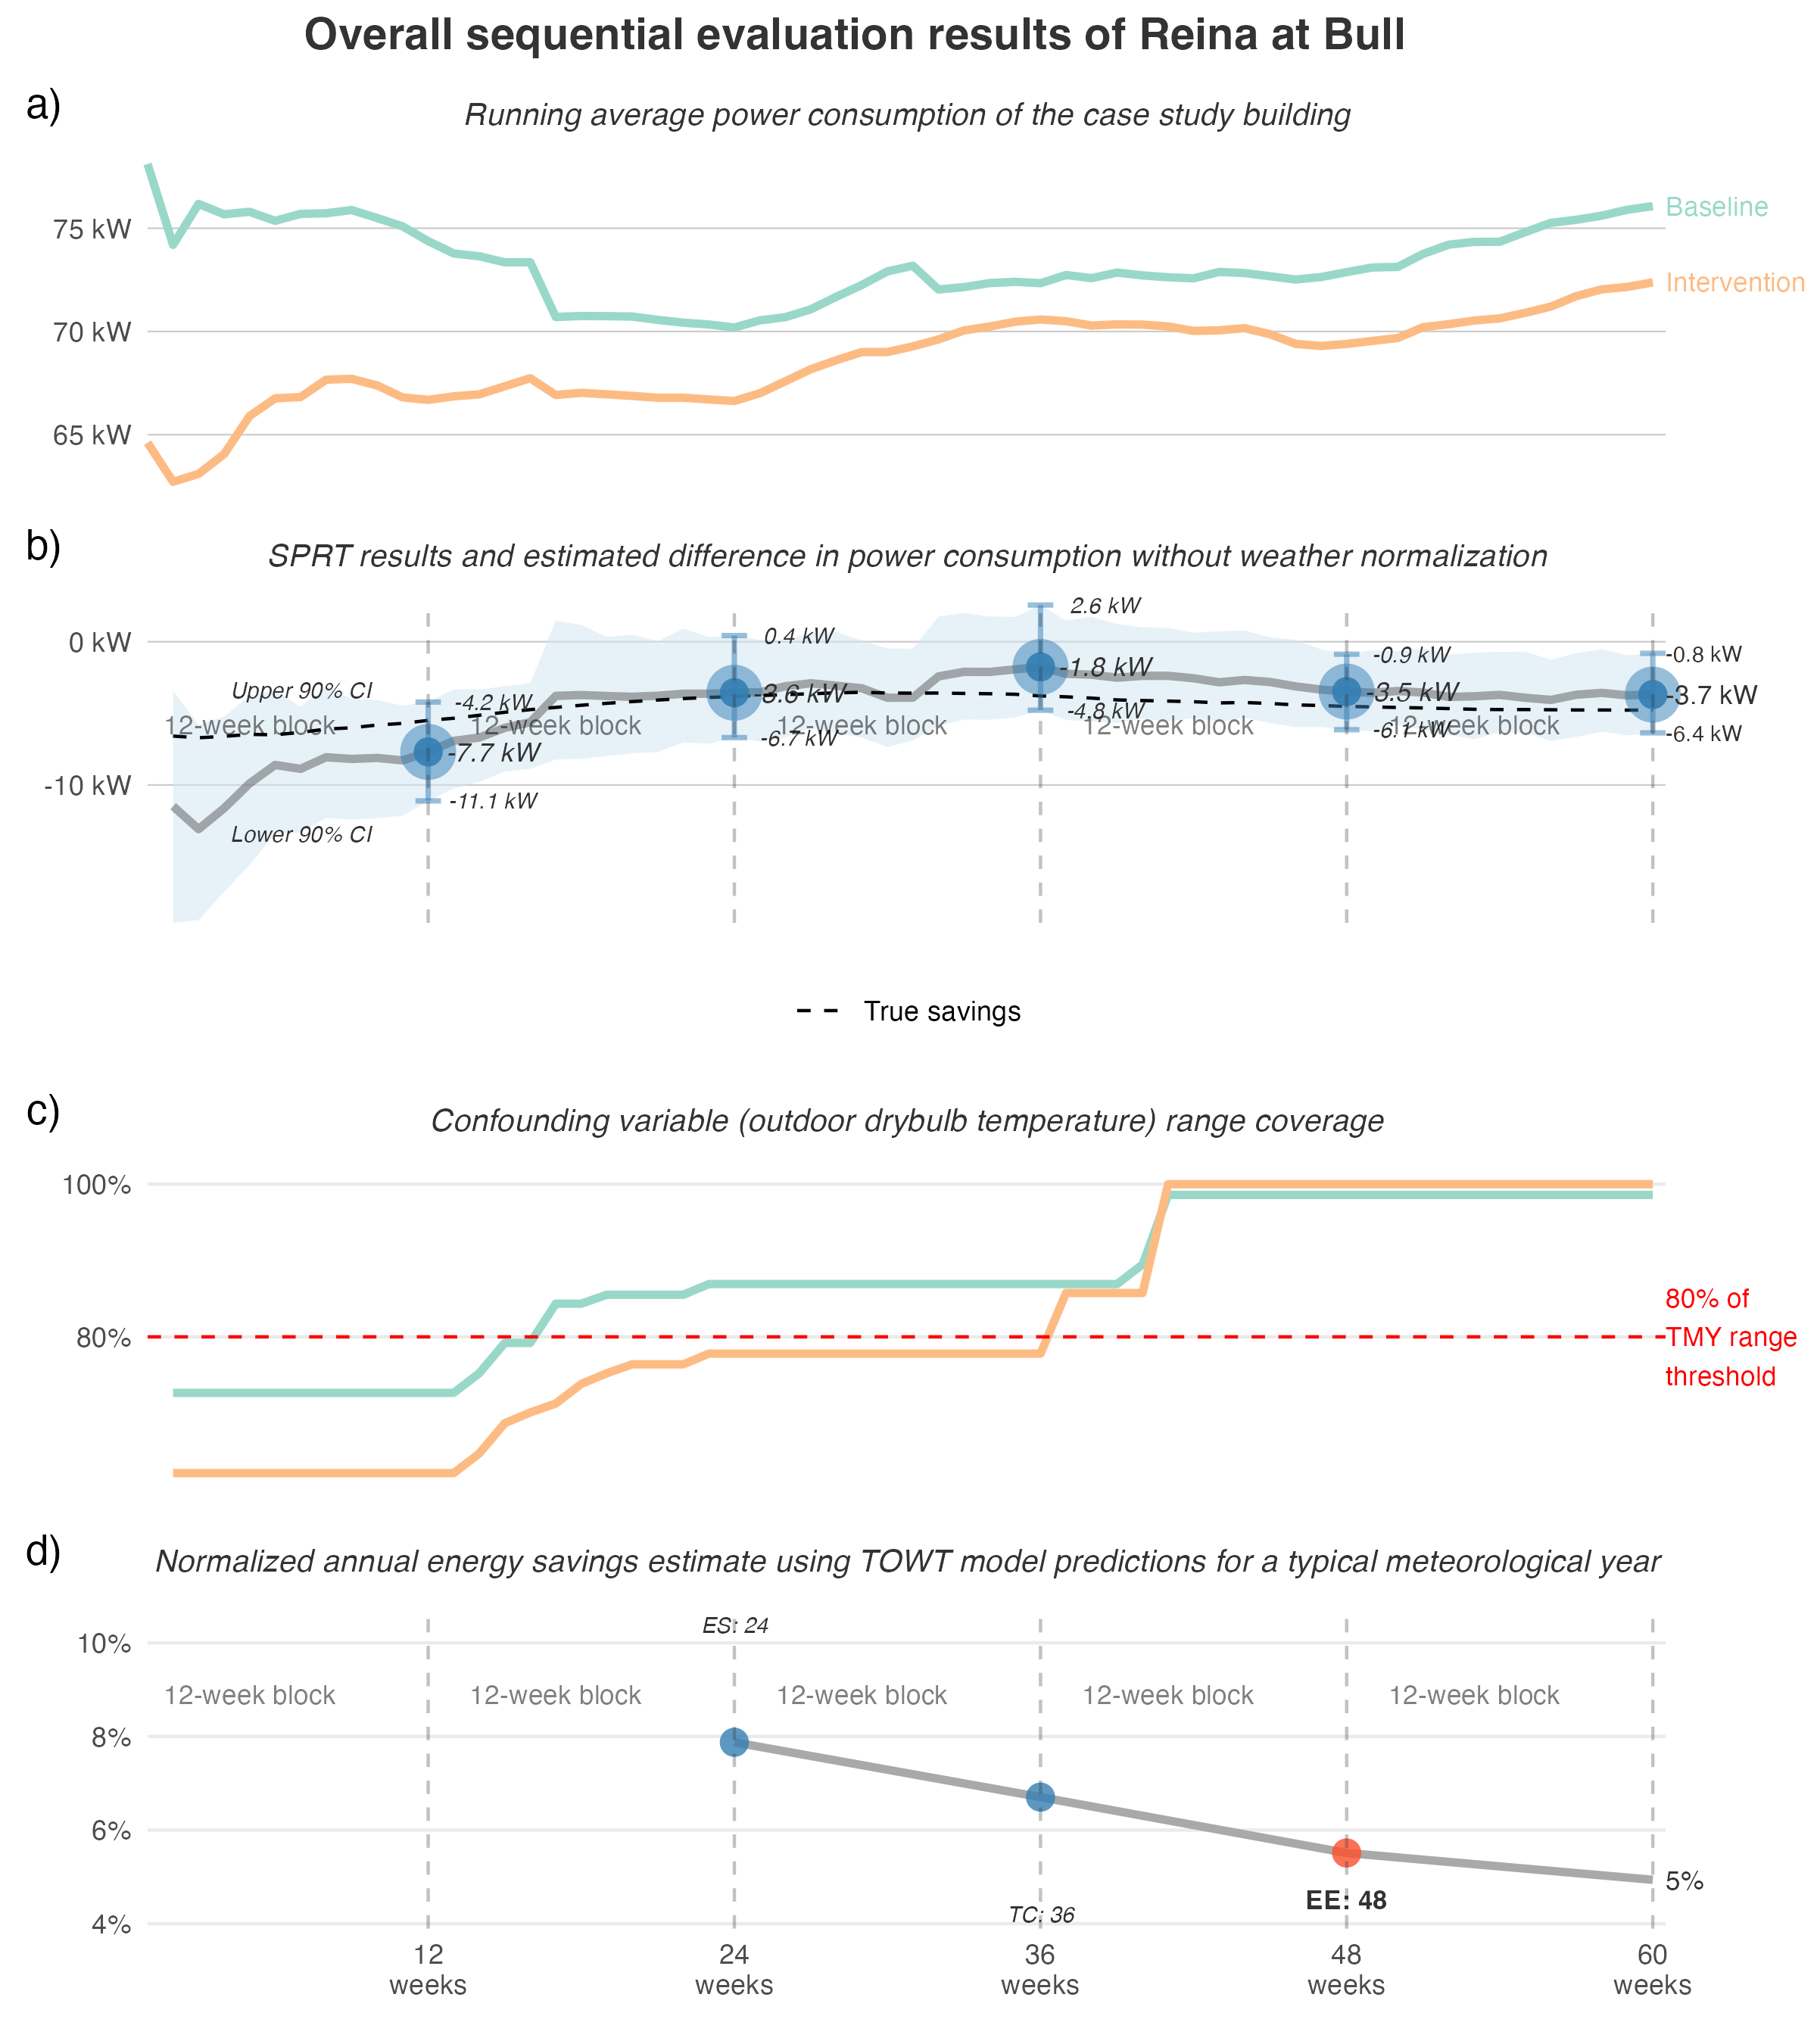 Overall sequential evaluation results of Reina at Bull
a)
Running average power consumption of the case study building
75 kW
70 kW
65 kW
Baseline
Intervention
b)
SPRT results and estimated difference in power consumption without weather normalization
0 kW
-10 kW
Upper 90% CI
Lower 90% CI
12-week block
12-week block
12-week block
12-week block
12-week block
-4.2 kW
-7.7 kW
-11.1 kW
0.4 kW
-3.6 kW
-6.7 kW
2.6 kW
-1.8 kW
-4.8 kW
-0.9 kW
-3.5 kW
-6.1 kW
-0.8 kW
-3.7 kW
-6.4 kW
True savings
c)
Confounding variable (outdoor drybulb temperature) range coverage
100%
80%
80% of
TMY range
threshold
d)
Normalized annual energy savings estimate using TOWT model predictions for a typical meteorological year
10%
8%
6%
4%
ES: 24
12-week block
12-week block
12-week block
12-week block
12-week block
TC: 36
EE: 48
5%
12
weeks
24
weeks
36
weeks
48
weeks
60
weeks